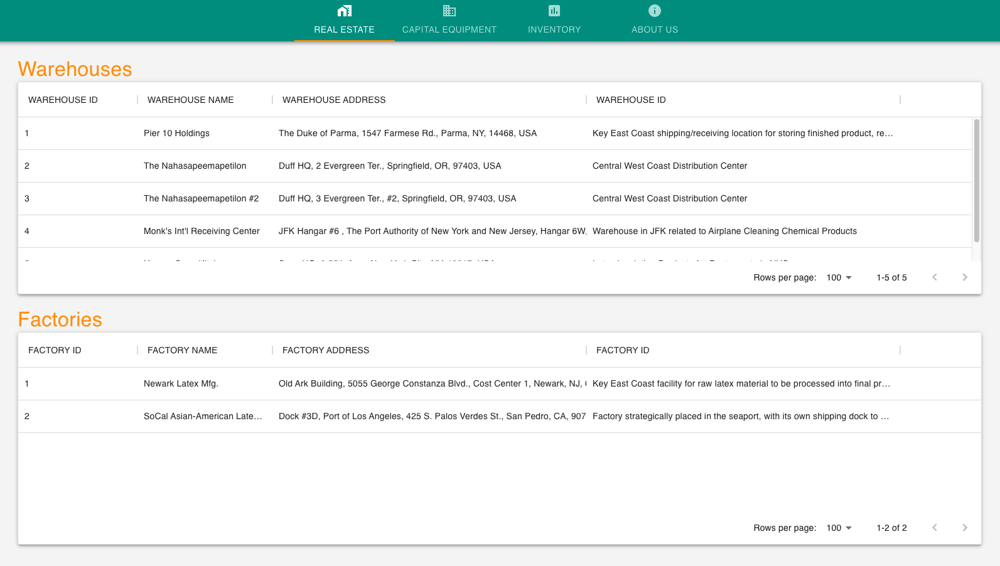 REAL ESTATE CAPITAL EQUIPMENT INVENTORY ABOUT US
Warehouses
WAREHOUSE ID WAREHOUSE NAME WAREHOUSE ADDRESS WAREHOUSE ID
1 Pier 10 Holdings The Duke of Parma, 1547 Farmese Rd., Parma, NY, 14468, USA Key East Coast shipping/receiving location for storing finished product, re…
2 The Nahasapeemapetilon Duff HQ, 2 Evergreen Ter., Springfield, OR, 97403, USA Central West Coast Distribution Center
3 The Nahasapeemapetilon #2 Duff HQ, 3 Evergreen Ter., #2, Springfield, OR, 97403, USA Central West Coast Distribution Center
4 Monk's Int'l Receiving Center JFK Hangar #6 , The Port Authority of New York and New Jersey, Hangar 6W, Warehouse in JFK related to Airplane Cleaning Chemical Products
Rows per page: 100 1-5 of 5
Factories
FACTORY ID FACTORY NAME FACTORY ADDRESS FACTORY ID
1 Newark Latex Mfg. Old Ark Building, 5055 George Constanza Blvd., Cost Center 1, Newark, NJ, Key East Coast facility for raw latex material to be processed into final pr…
2 SoCal Asian-American Late… Dock #3D, Port of Los Angeles, 425 S. Palos Verdes St., San Pedro, CA, 907 Factory strategically placed in the seaport, with its own shipping dock to …
Rows per page: 100 1-2 of 2